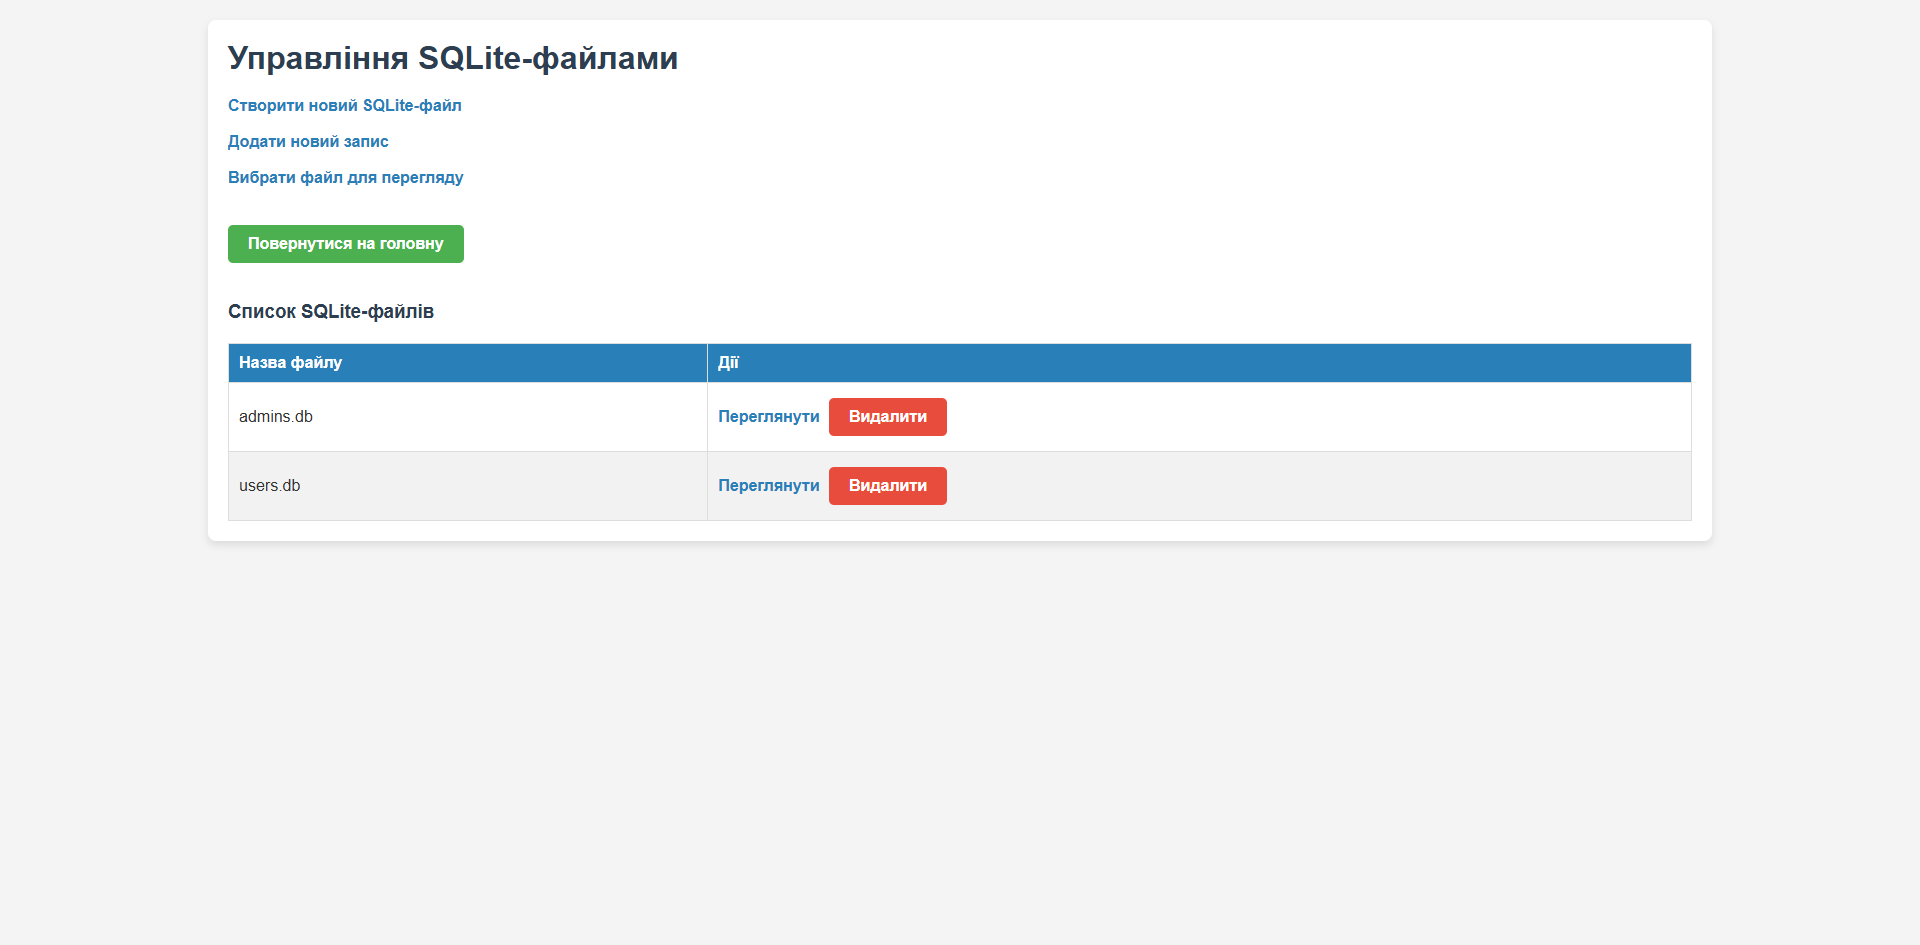 Управління SQLite-файлами
Створити новий SQLite-файл
Додати новий запис
Вибрати файл для перегляду
Повернутися на головну
Список SQLite-файлів
Назва файлу Дії
admins.db Переглянути Видалити
users.db Переглянути Видалити